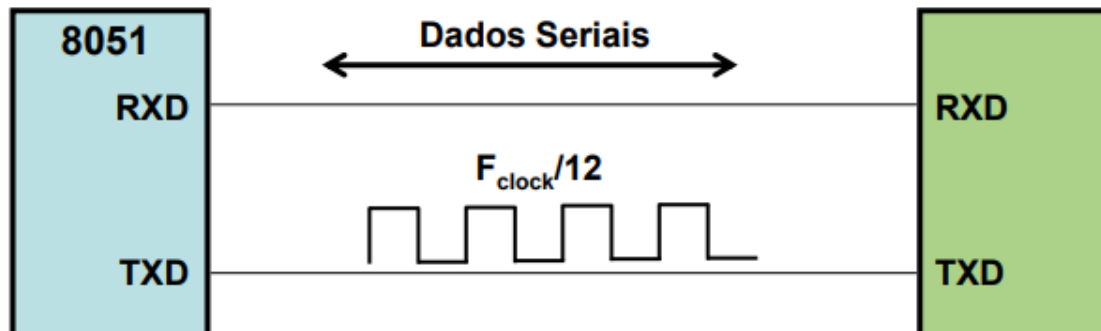 8051
Dados Seriais
RXD
RXD
Fclock/12
TXD
TXD